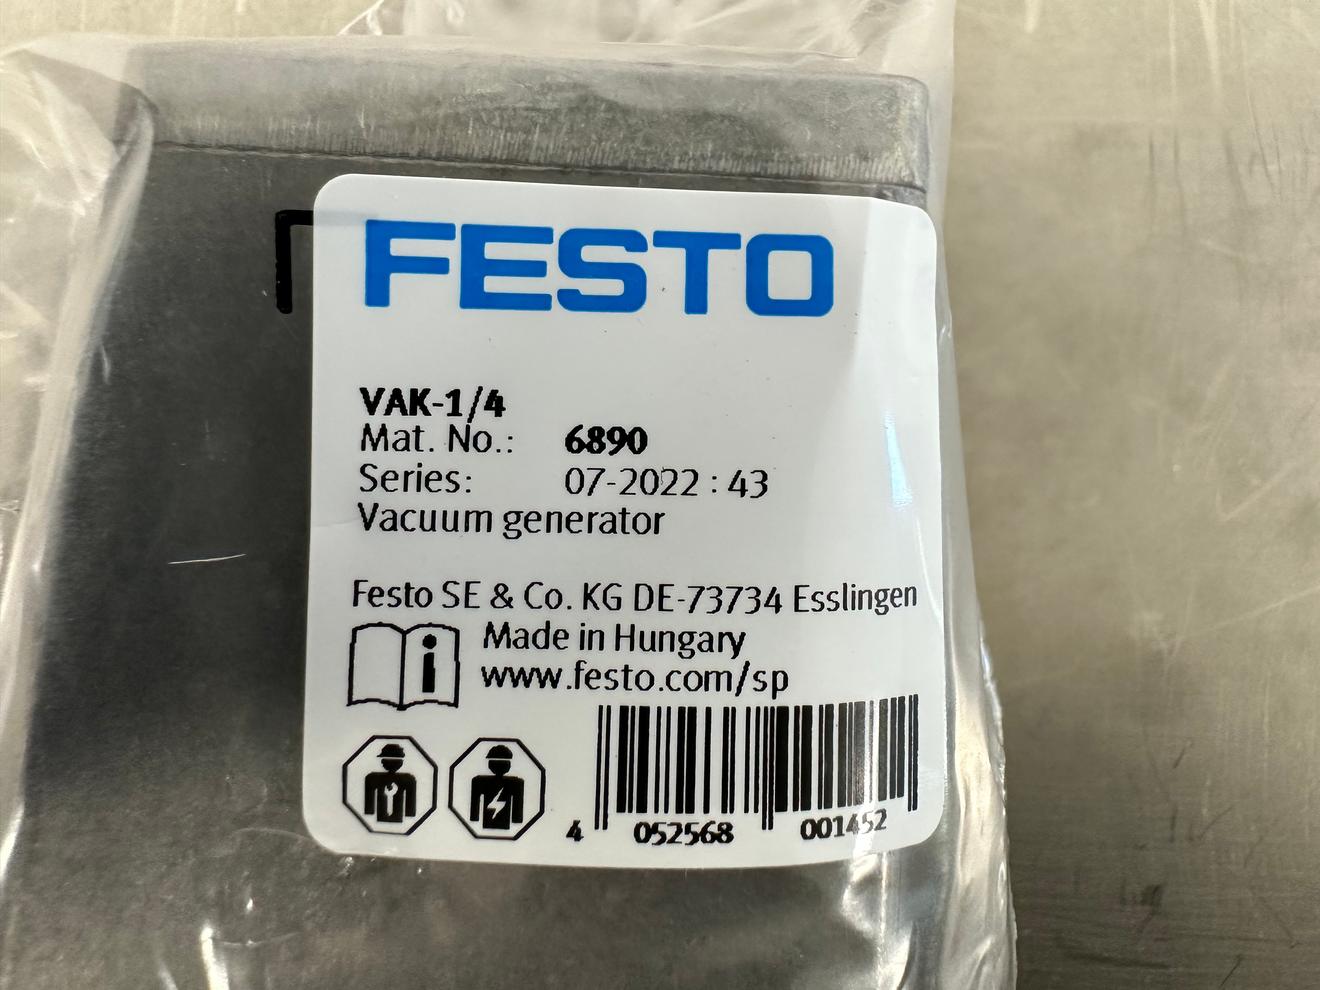 FESTO
VAK-1/4
Mat. No.: 6890
Series: 07-2022 : 43
Vacuum generator
Festo SE & Co. KG DE-73734 Esslingen
Made in Hungary
www.festo.com/sp
4 052568 001452